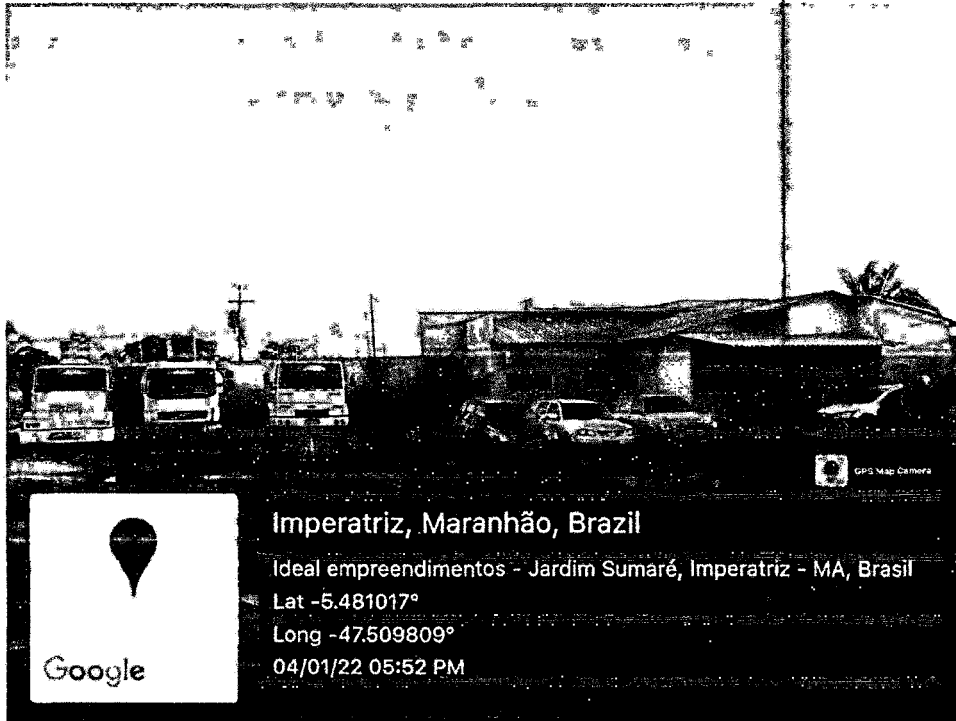 GPS Map Camera
Imperatriz, Maranhão, Brazil
Ideal empreendimentos - Jardim Sumaré, Imperatriz - MA, Brasil
Lat -5.481017°
Long -47.509809°
04/01/22 05:52 PM
Google